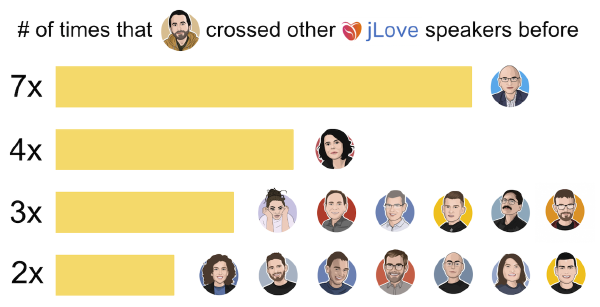 # of times that crossed other jLove speakers before
7x
4x
3x
2x